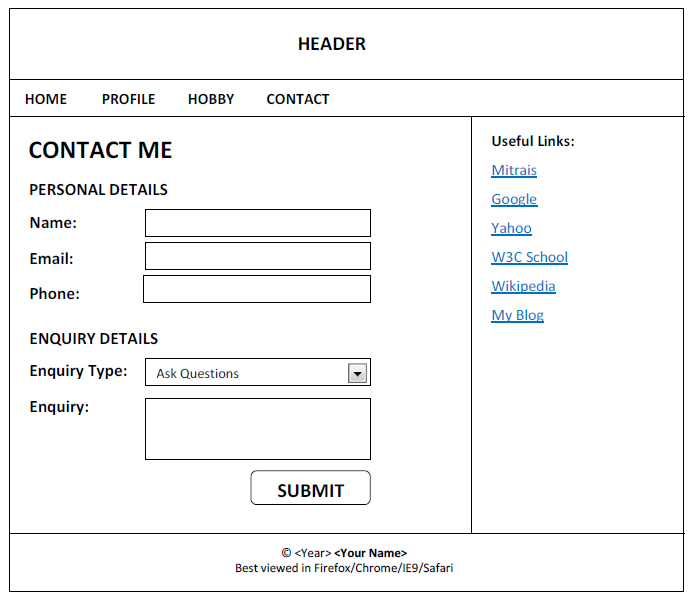 HEADER
HOME PROFILE HOBBY CONTACT
CONTACT ME
PERSONAL DETAILS
Name:
Email:
Phone:
ENQUIRY DETAILS
Enquiry Type: Ask Questions
Enquiry:
SUBMIT
Useful Links:
Mitrais
Google
Yahoo
W3C School
Wikipedia
My Blog
© <Year> <Your Name>
Best viewed in Firefox/Chrome/IE9/Safari